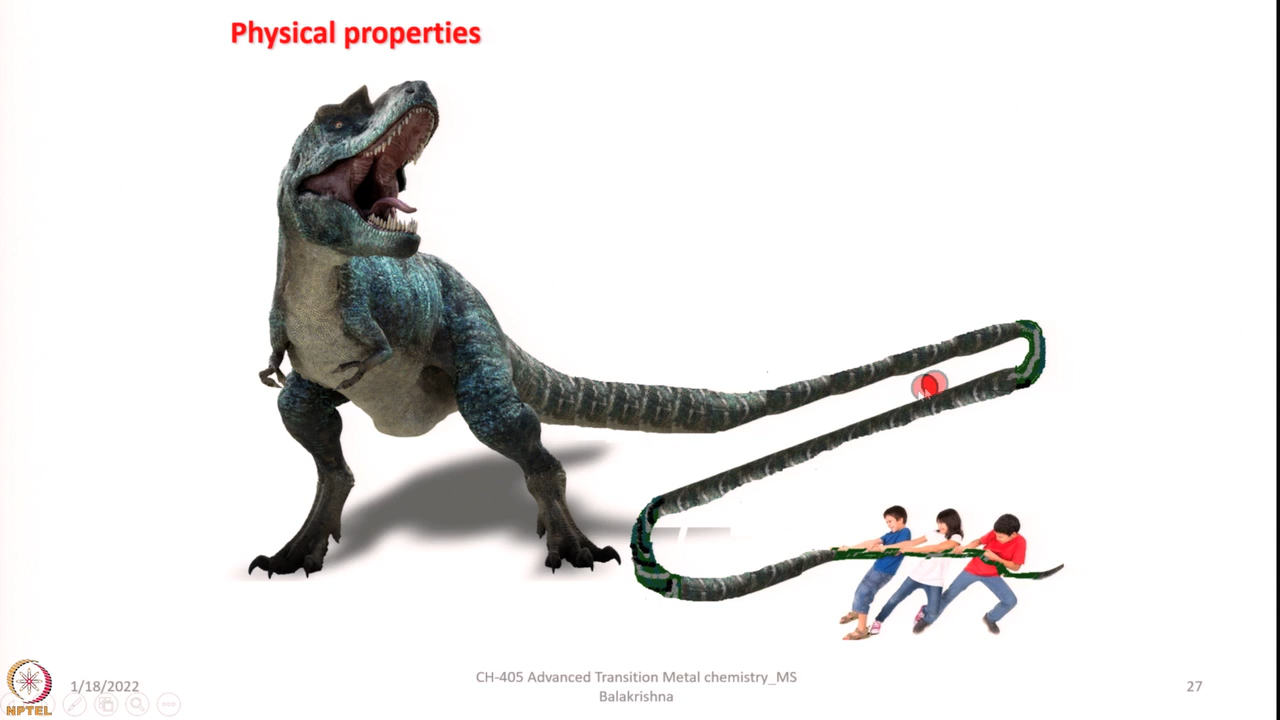 Physical properties
CH-405 Advanced Transition Metal chemistry_MS
Balakrishna
1/18/2022
27
NPTEL